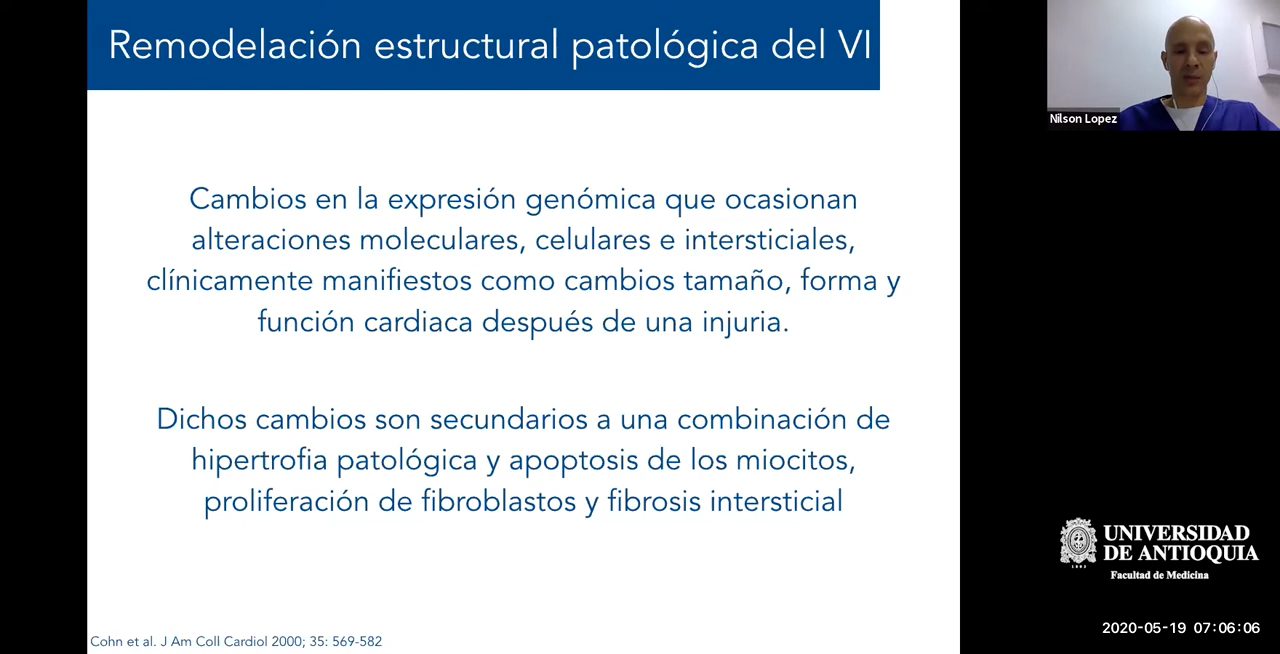 Remodelación estructural patológica del VI
Nilson Lopez
Cambios en la expresión genómica que ocasionan
alteraciones moleculares, celulares e intersticiales,
clínicamente manifiestos como cambios tamaño, forma y
función cardiaca después de una injuria.
Dichos cambios son secundarios a una combinación de
hipertrofia patológica y apoptosis de los miocitos,
proliferación de fibroblastos y fibrosis intersticial
UNIVERSIDAD
DE ANTIOQUIA
1803
Facultad de Medicina
Cohn et al. J Am Coll Cardiol 2000; 35: 569-582
2020-05-19 07:06:06